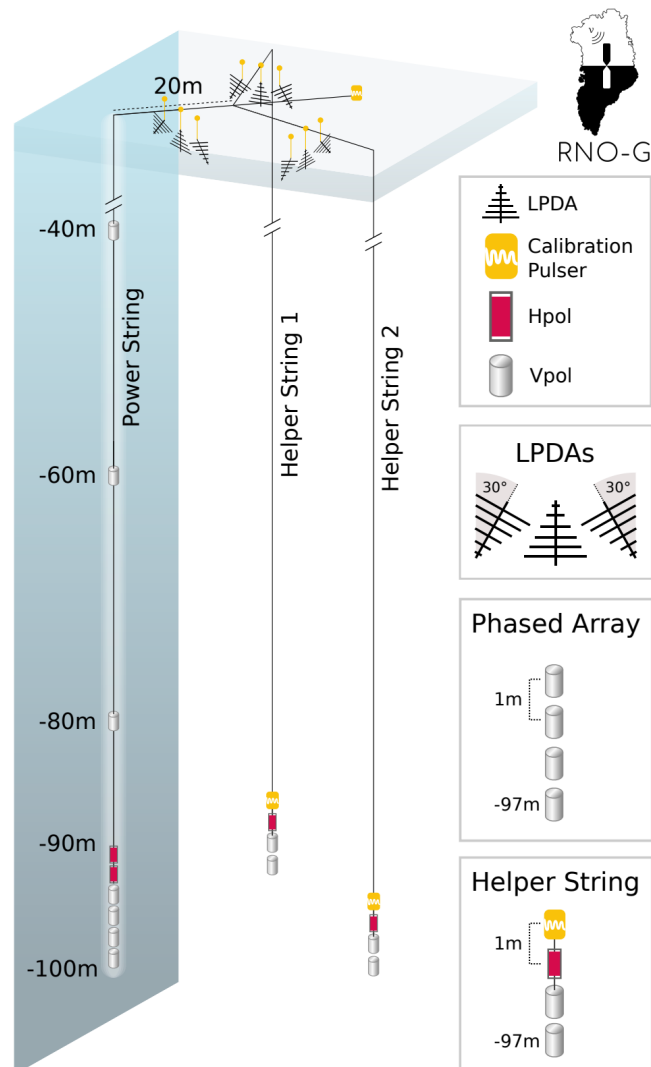 20m
-40m
-60m
-80m
-90m
-100m
Power String
Helper String 1
Helper String 2
RNO-G
LPDA
Calibration
Pulser
Hpol
Vpol
LPDAs
30°
30°
Phased Array
1m
-97m
Helper String
1m
-97m